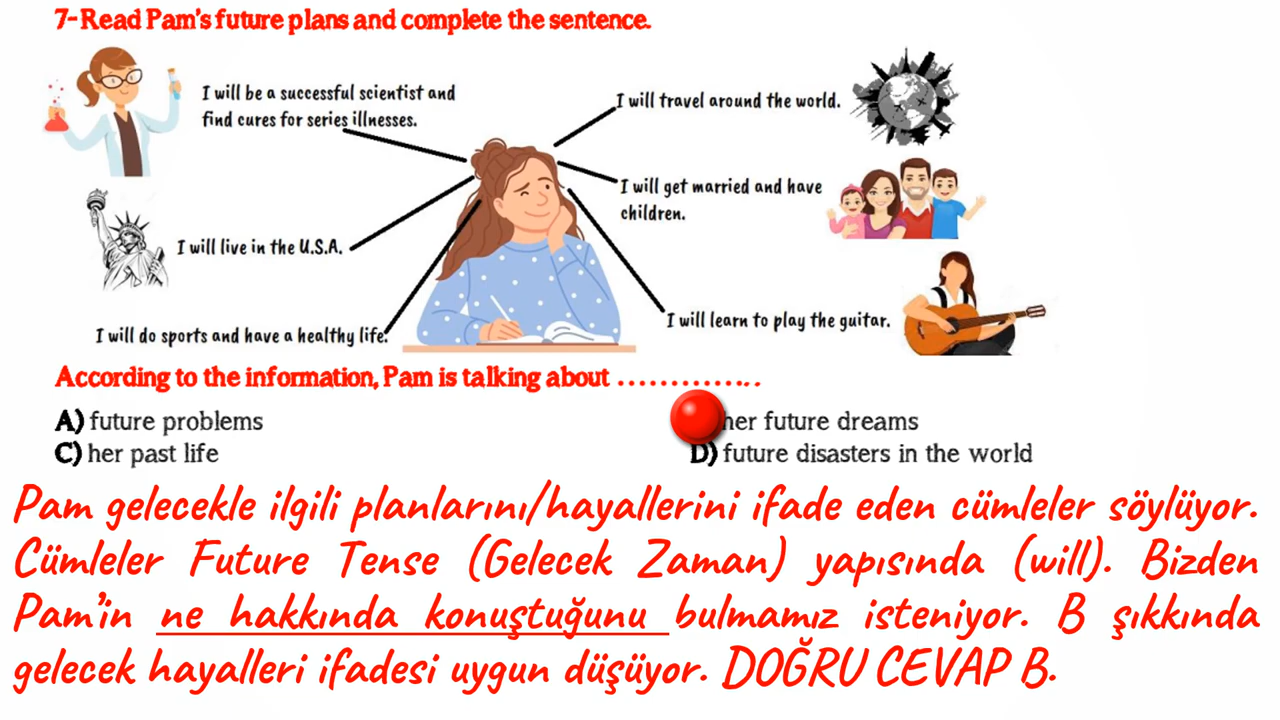 7-Read Pam's future plans and complete the sentence.
I will be a successful scientist and
find cures for series illnesses.
I will travel around the world.
I will get married and have
children.
I will live in the U.S.A.
I will learn to play the guitar.
I will do sports and have a healthy life.
According to the information, Pam is talking about ..............
A) future problems
her future dreams
C) her past life
D) future disasters in the world
Pam gelecekle ilgili planlarını/hayallerini ifade eden cümleler söylüyor.
Cümleler Future Tense (Gelecek Zaman) yapısında (will). Bizden
Pam'in ne hakkında konuştuğunu bulmamız isteniyor. B şıkkında
gelecek hayalleri ifadesi uygun düşüyor. DOĞRU CEVAP B.